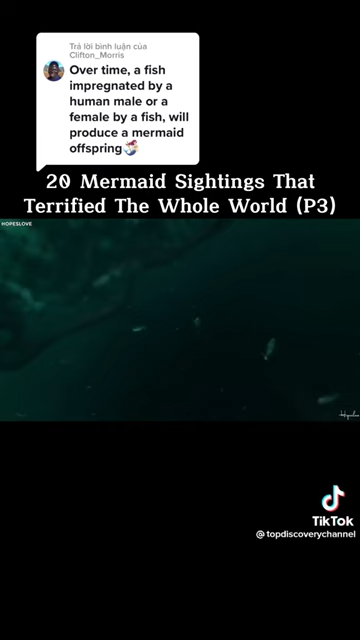 Trả lời bình luận của
Clifton_Morris
Over time, a fish
impregnated by a
human male or a
female by a fish, will
produce a mermaid
offspring🧜‍♀️
20 Mermaid Sightings That
Terrified The Whole World (P3)
HOPESLOVE
TikTok
@topdiscoverychannel